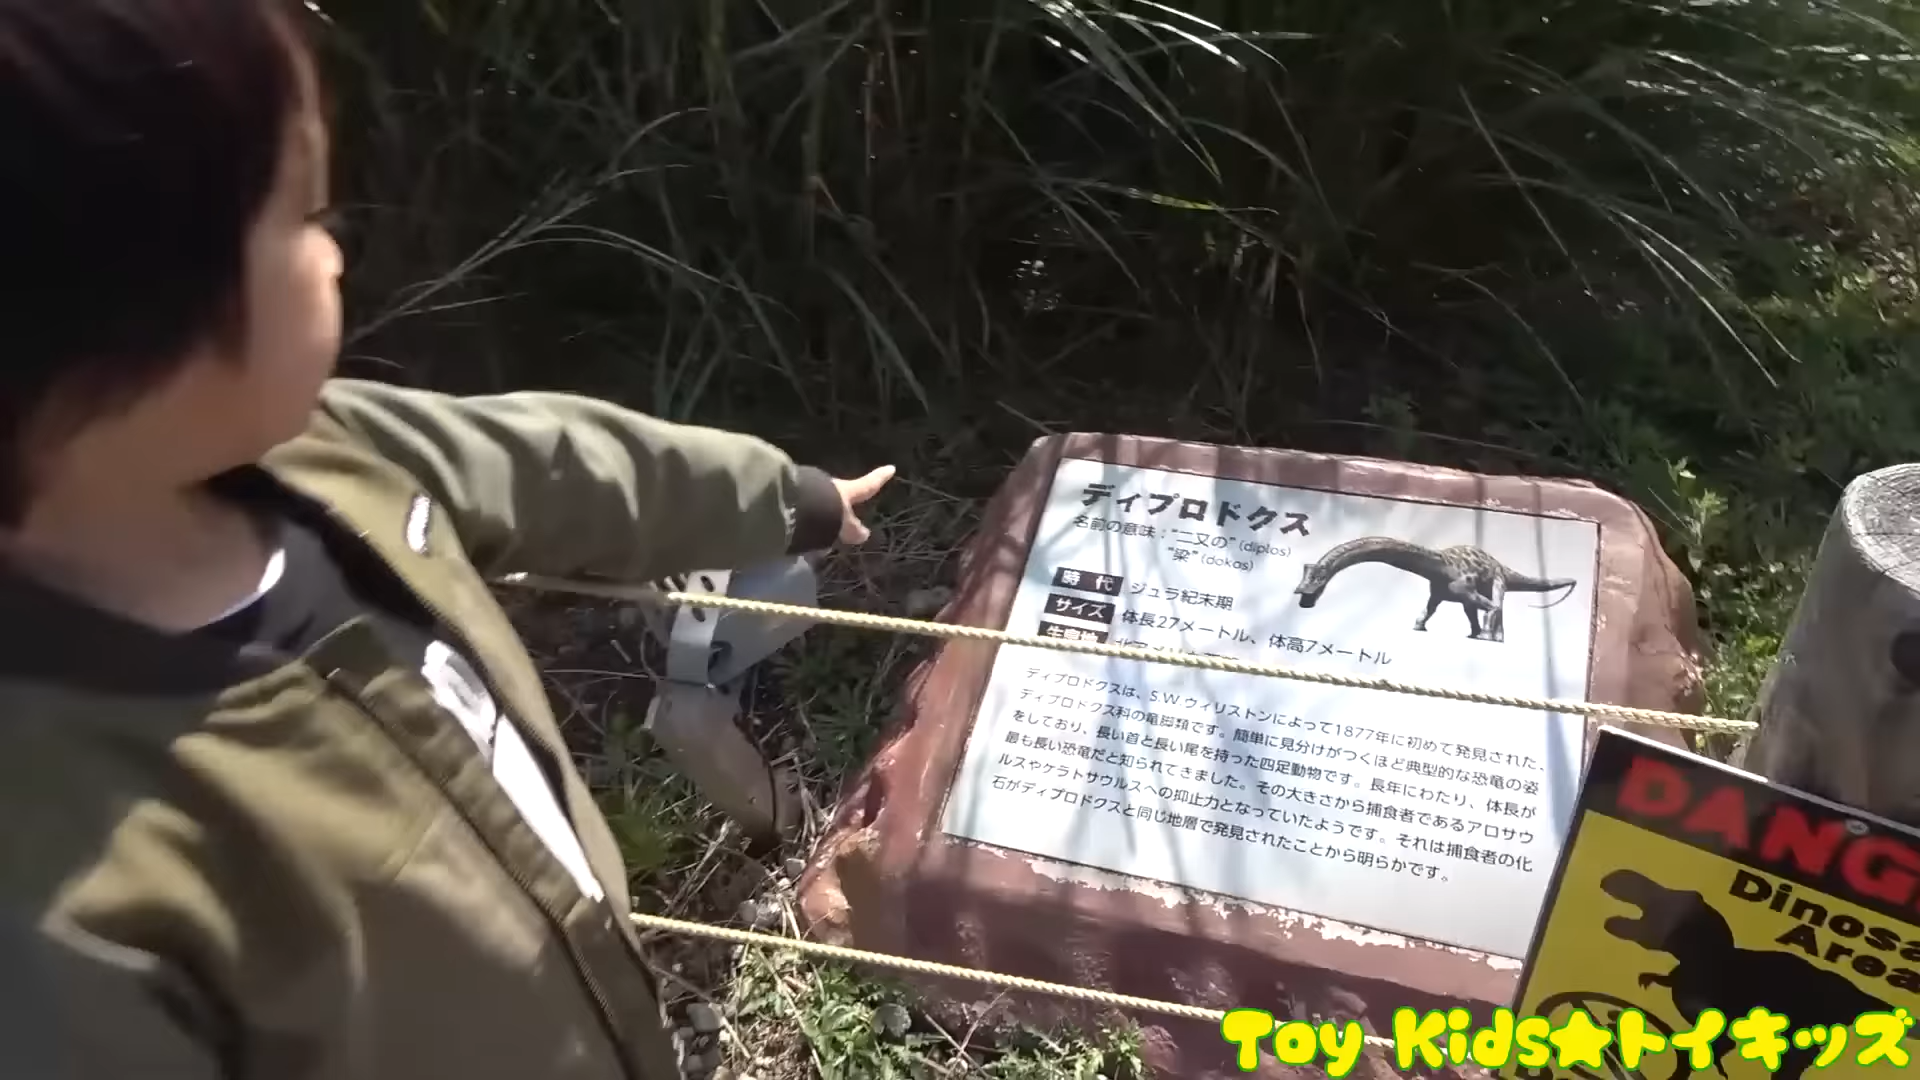 ディプロドクス
名前の意味：“二又の” (diplos)
“梁” (dokos)
時 代 ジュラ紀末期
サイズ 体長27メートル、体高7メートル
生息地
ディプロドクスは、S.W.ウィリストンによって1877年に初めて発見された、
ディプロドクス科の竜脚類です。簡単に見分けがつくほど典型的な恐竜の姿
をしており、長い首と長い尾を持った四足動物です。長年にわたり、体長が
最も長い恐竜だと知られてきました。その大きさから捕食者であるアロサウ
ルスやケラトサウルスへの抑止力となっていたようです。それは捕食者の化
石がディプロドクスと同じ地層で発見されたことから明らかです。
DANG
Dinosa
Area
Toy Kids★トイキッズ